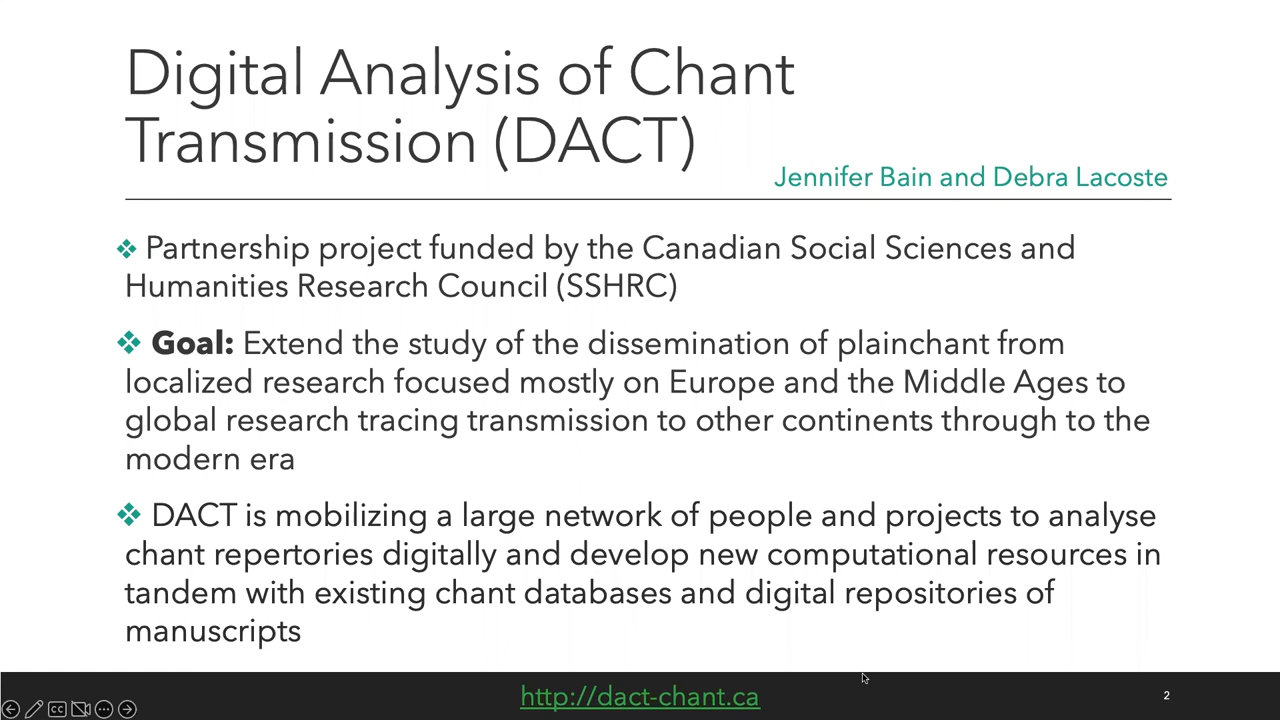 Digital Analysis of Chant
Transmission (DACT)
Jennifer Bain and Debra Lacoste
❖ Partnership project funded by the Canadian Social Sciences and
Humanities Research Council (SSHRC)
❖ Goal: Extend the study of the dissemination of plainchant from
localized research focused mostly on Europe and the Middle Ages to
global research tracing transmission to other continents through to the
modern era
❖ DACT is mobilizing a large network of people and projects to analyse
chant repertories digitally and develop new computational resources in
tandem with existing chant databases and digital repositories of
manuscripts
http://dact-chant.ca
2
CC